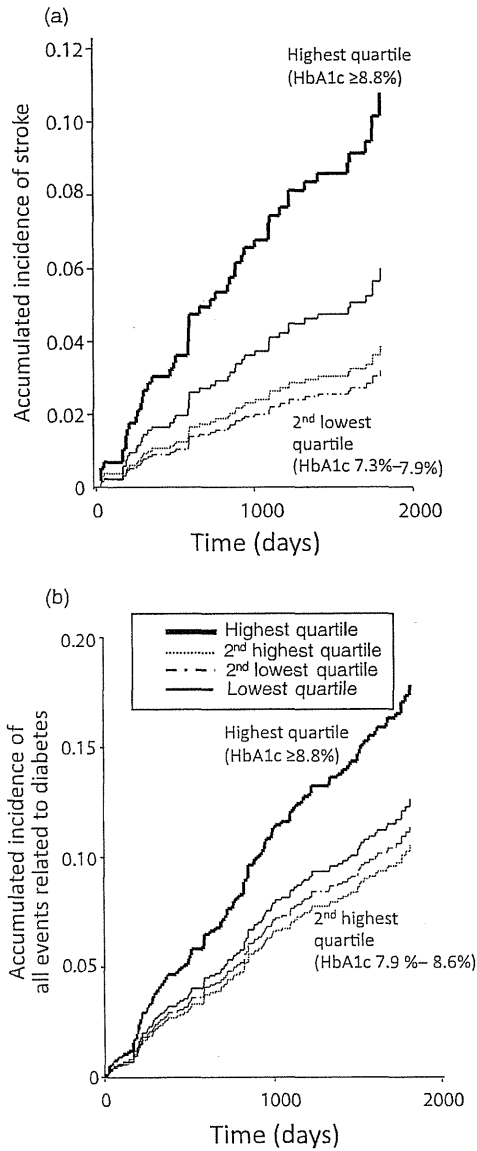 (a)
0.12
0.10
0.08
0.06
0.04
0.02
0
Accumulated incidence of stroke
Highest quartile
(HbA1c ≥8.8%)
2nd lowest
quartile
(HbA1c 7.3%–7.9%)
0
1000
2000
Time (days)
(b)
0.20
0.15
0.10
0.05
0
Accumulated incidence of
all events related to diabetes
Highest quartile
2nd highest quartile
2nd lowest quartile
Lowest quartile
Highest quartile
(HbA1c ≥8.8%)
2nd highest
quartile
(HbA1c 7.9 %– 8.6%)
0
1000
2000
Time (days)